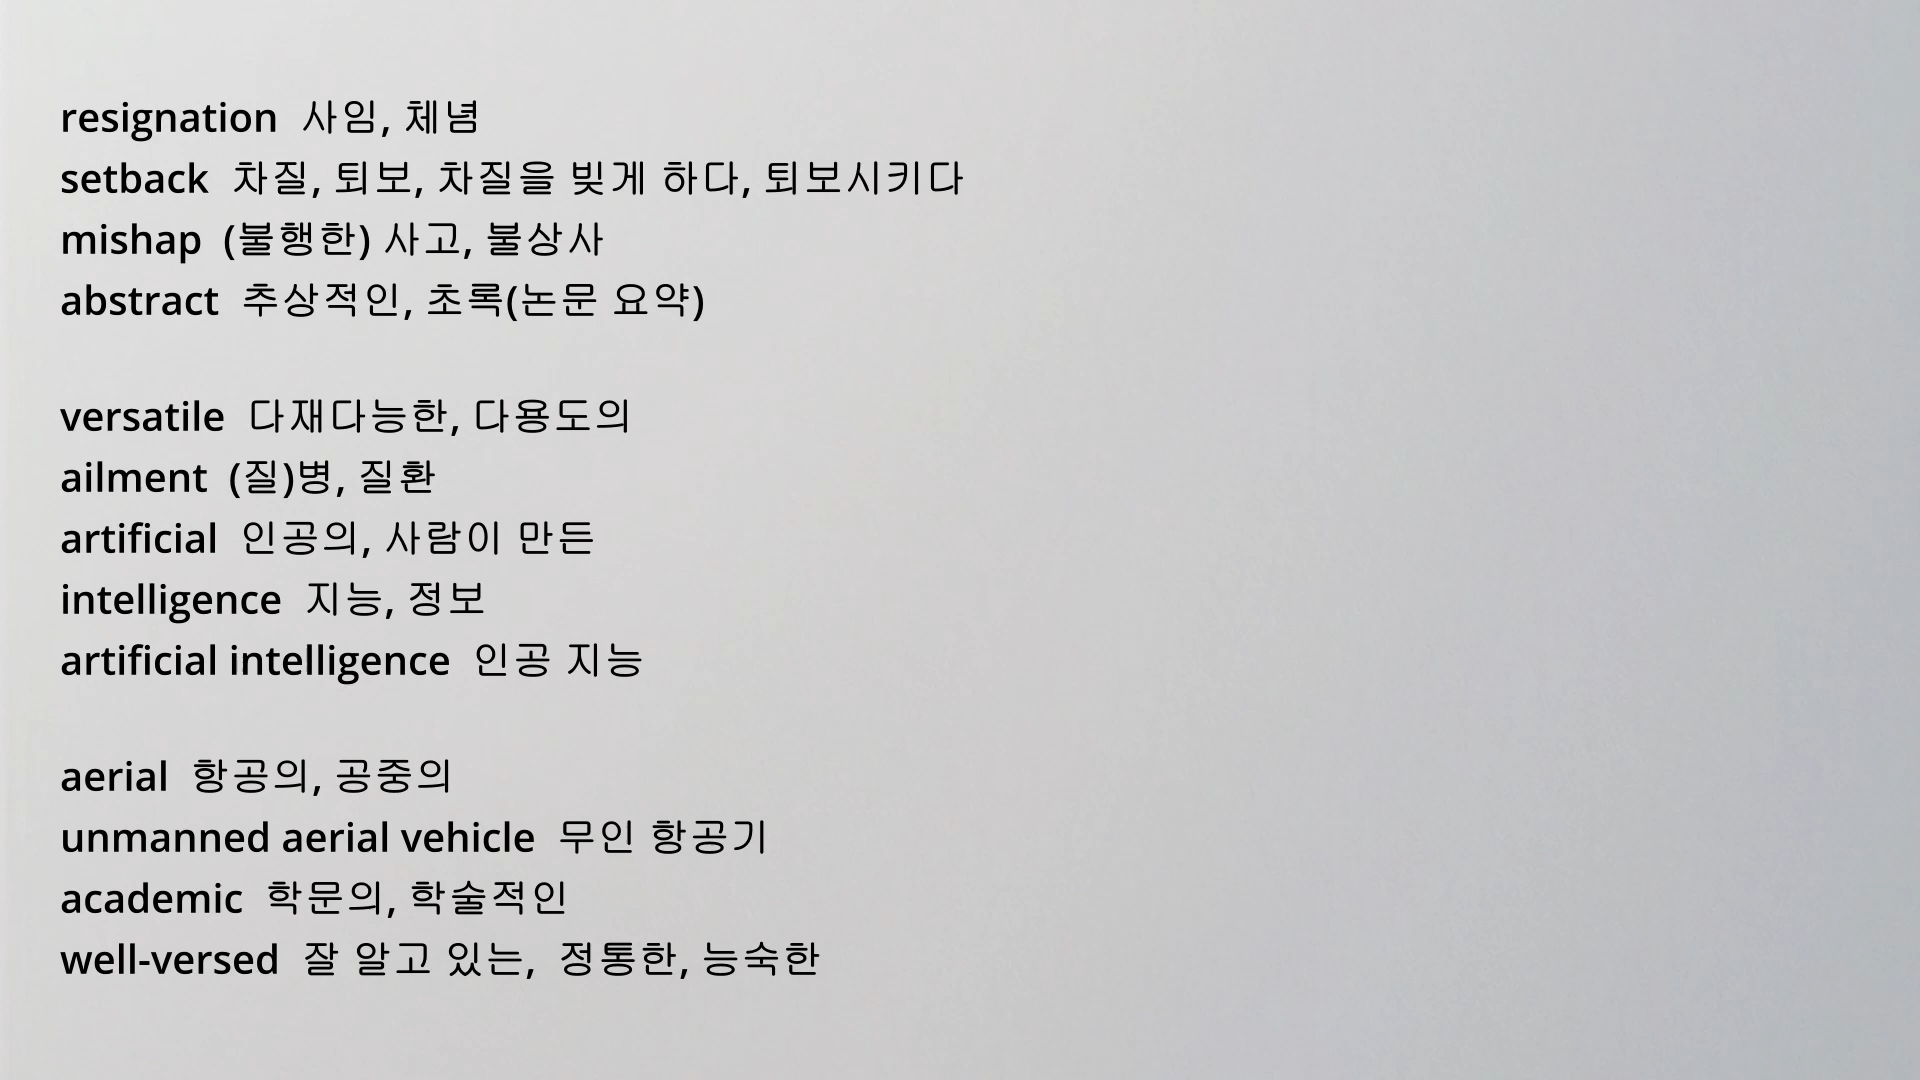 resignation 사임, 체념
setback 차질, 퇴보, 차질을 빚게 하다, 퇴보시키다
mishap (불행한) 사고, 불상사
abstract 추상적인, 초록(논문 요약)
versatile 다재다능한, 다용도의
ailment (질)병, 질환
artificial 인공의, 사람이 만든
intelligence 지능, 정보
artificial intelligence 인공 지능
aerial 항공의, 공중의
unmanned aerial vehicle 무인 항공기
academic 학문의, 학술적인
well-versed 잘 알고 있는, 정통한, 능숙한